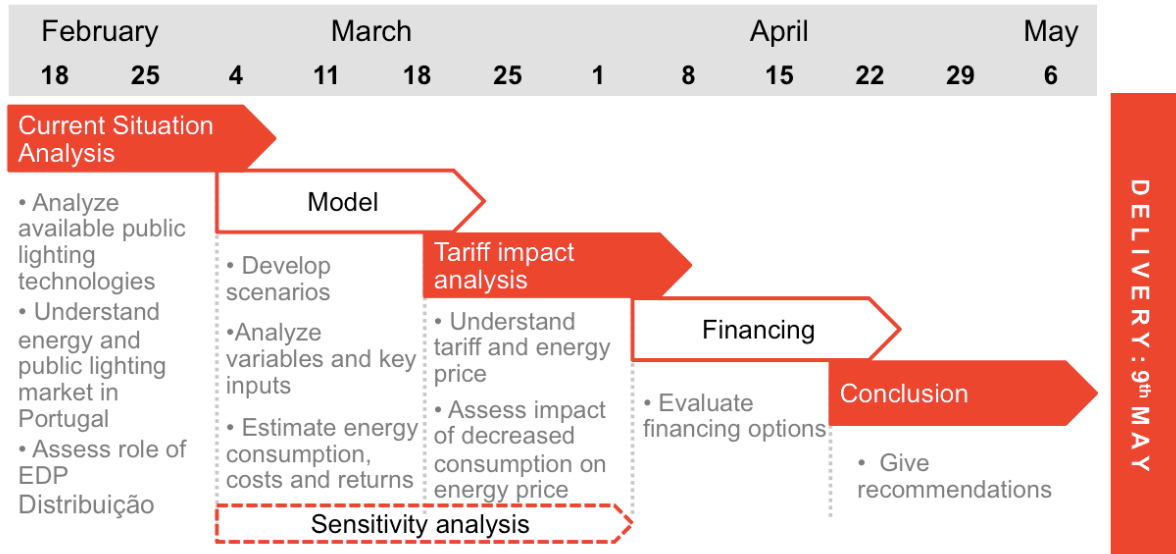 February March April May
18 25 4 11 18 25 1 8 15 22 29 6
Current Situation
Analysis
• Analyze
available public
lighting
technologies
• Understand
energy and
public lighting
market in
Portugal
• Assess role of
EDP
Distribuição
Model
• Develop
scenarios
•Analyze
variables and key
inputs
• Estimate energy
consumption,
costs and returns
Tariff impact
analysis
• Understand
tariff and energy
price
• Assess impact
of decreased
consumption on
energy price
Sensitivity analysis
Financing
• Evaluate
financing options
Conclusion
• Give
recommendations
DELIVERY: 9th MAY